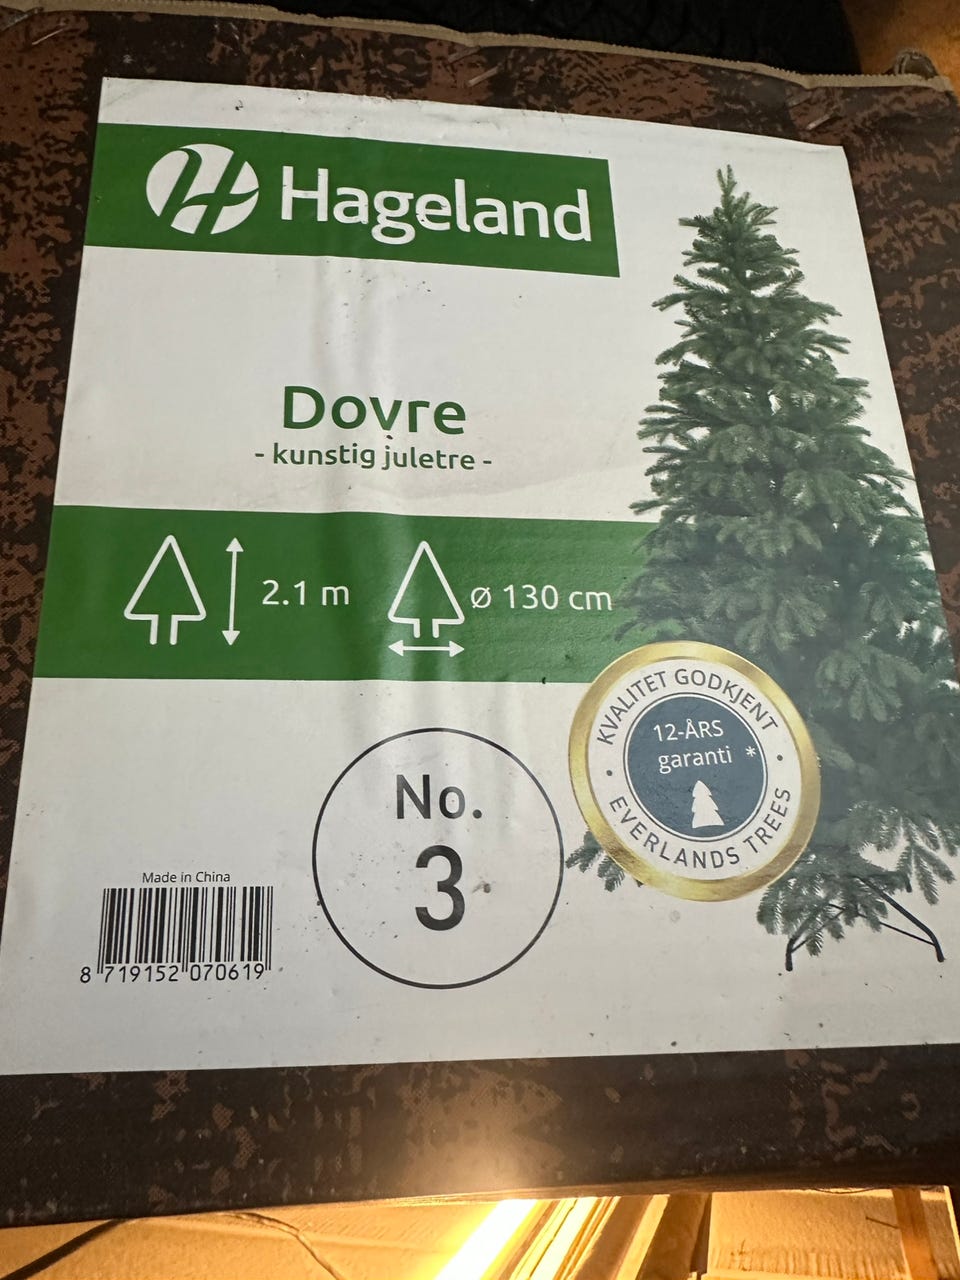 Hageland
Dovre
- kunstig juletre -
2.1 m
ø 130 cm
KVALITET GODKJENT
12-ÅRS
garanti *
EVERLANDS TREES
No.
3
Made in China
8 719152 070619